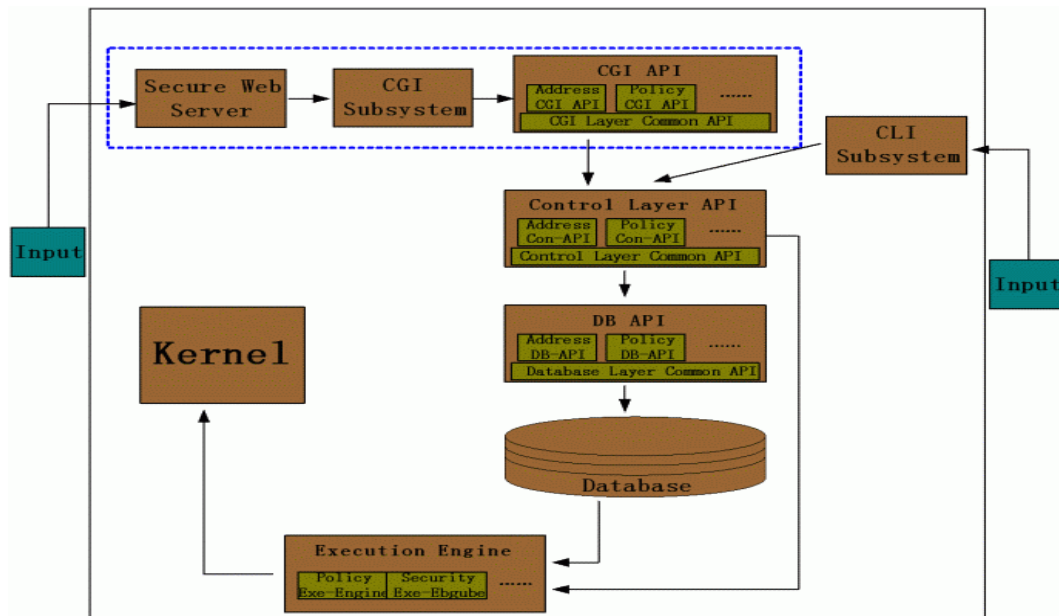 Secure Web
Server
CGI
Subsystem
CGI API
Address
CGI API
Policy
CGI API
......
CGI Layer Common API
CLI
Subsystem
Input
Control Layer API
Address
Con-API
Policy
Con-API
......
Control Layer Common API
Input
DB API
Address
DB-API
Policy
DB-API
......
Database Layer Common API
Kernel
Database
Execution Engine
Policy
Exe-Engine
Security
Exe-Ebgube
......